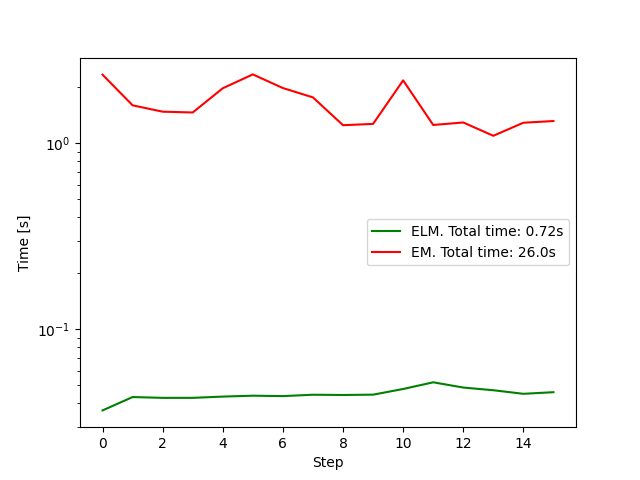 10⁰
10⁻¹
Time [s]
ELM. Total time: 0.72s
EM. Total time: 26.0s
0 2 4 6 8 10 12 14
Step